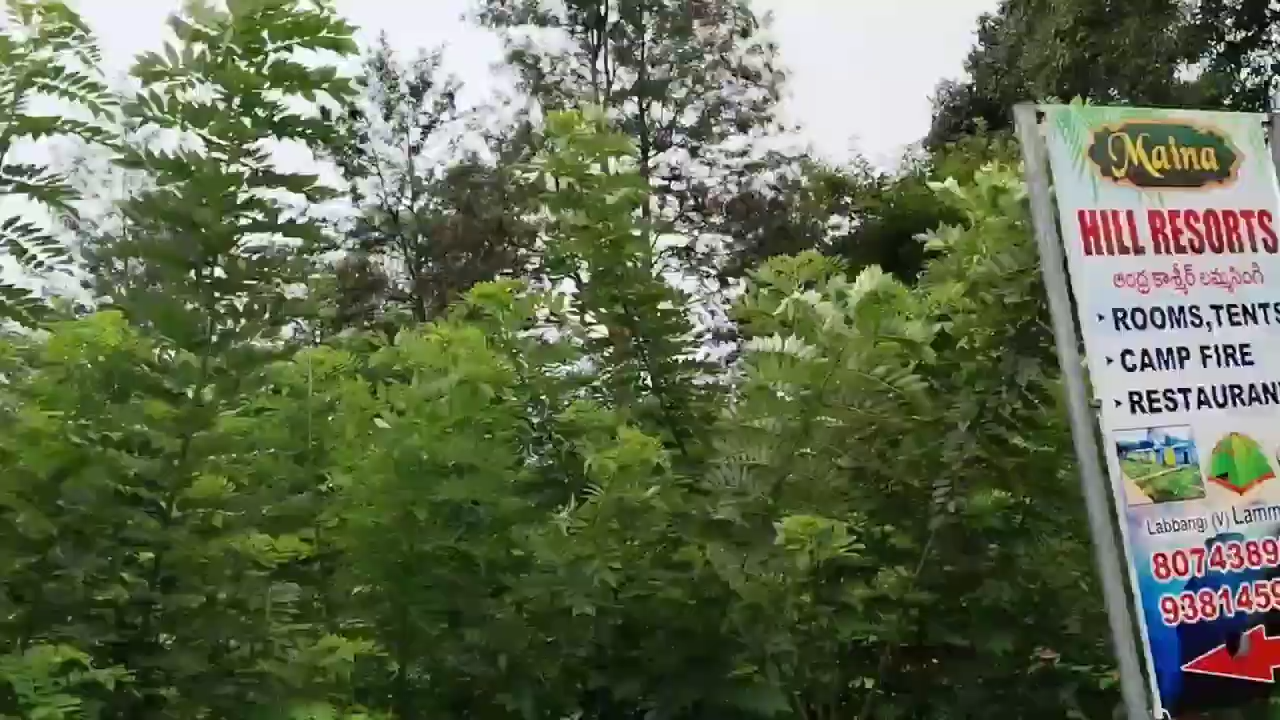 Maina
HILL RESORTS
ఆంధ్ర కాశ్మీర్ లమ్మసింగి
ROOMS,TENTS
CAMP FIRE
RESTAURAN
Labbangi (V) Lamm
8074389
9381459